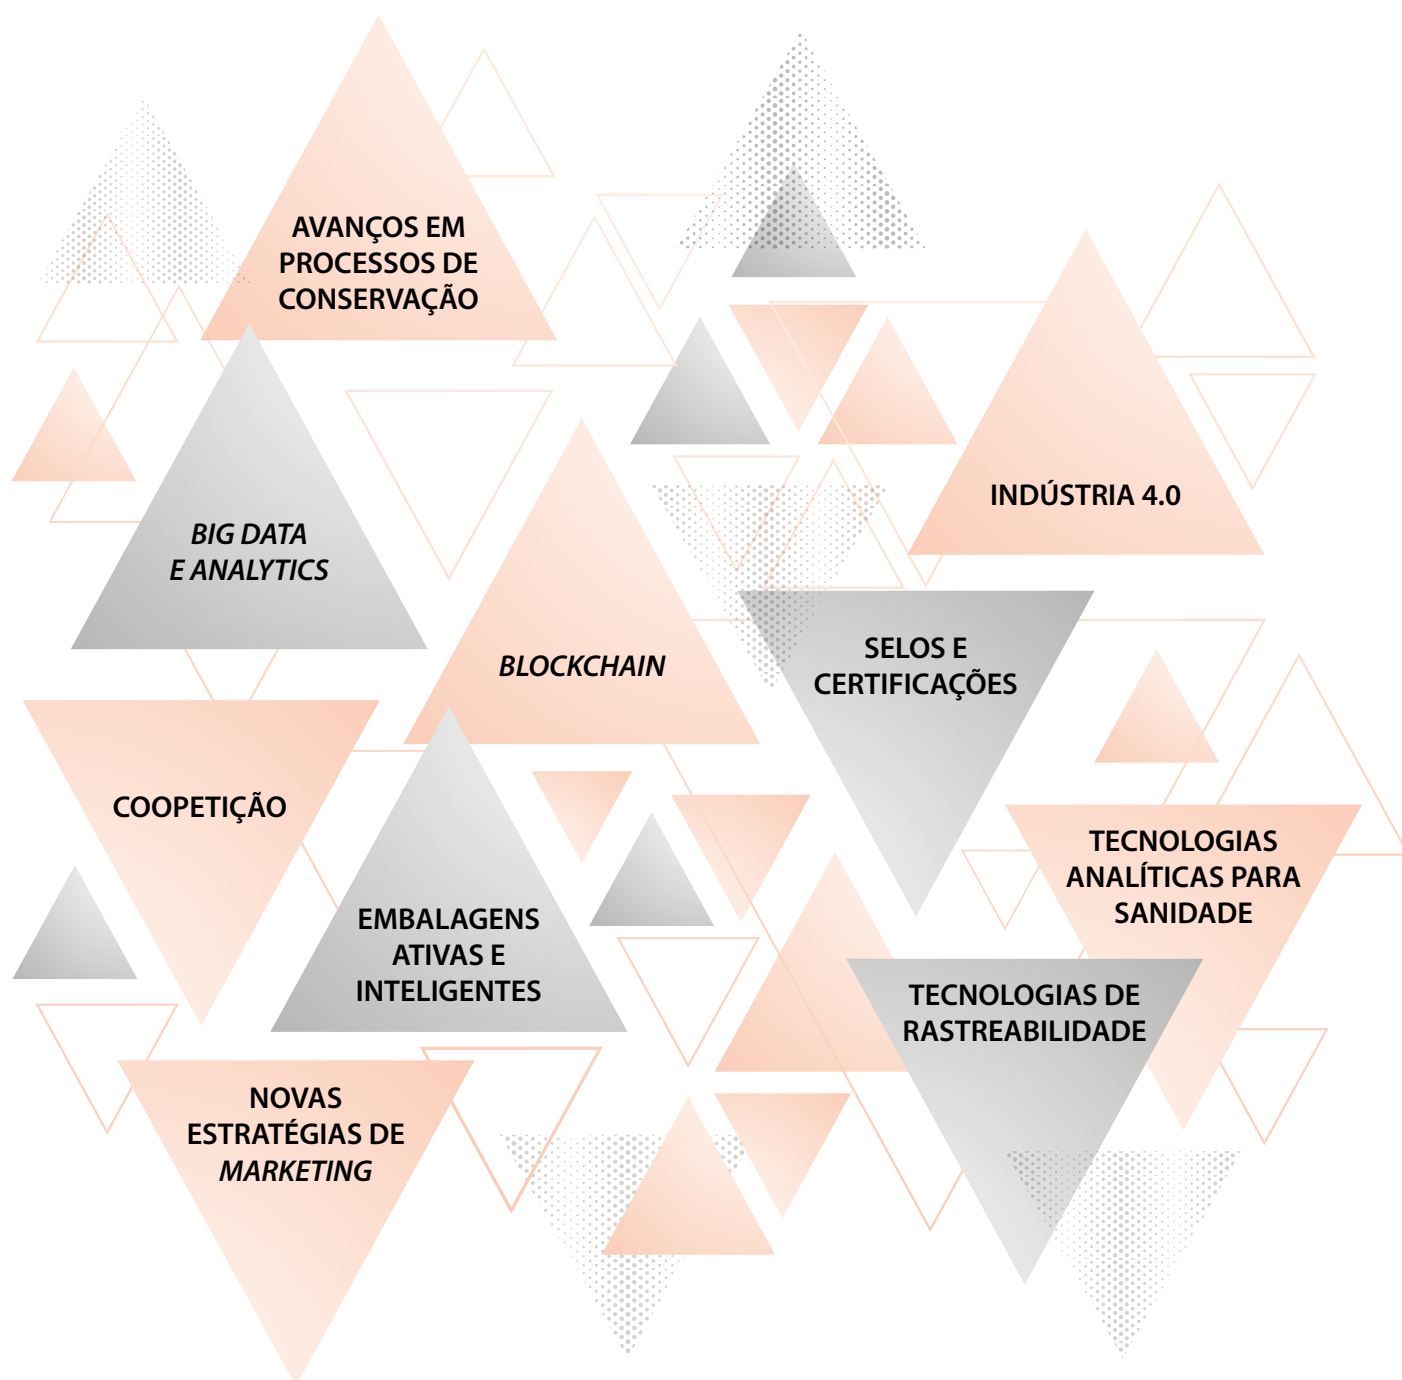 AVANÇOS EM
PROCESSOS DE
CONSERVAÇÃO
INDÚSTRIA 4.0
BIG DATA
E ANALYTICS
BLOCKCHAIN
SELOS E
CERTIFICAÇÕES
COOPETIÇÃO
TECNOLOGIAS
ANALÍTICAS PARA
SANIDADE
EMBALAGENS
ATIVAS E
INTELIGENTES
TECNOLOGIAS DE
RASTREABILIDADE
NOVAS
ESTRATÉGIAS DE
MARKETING